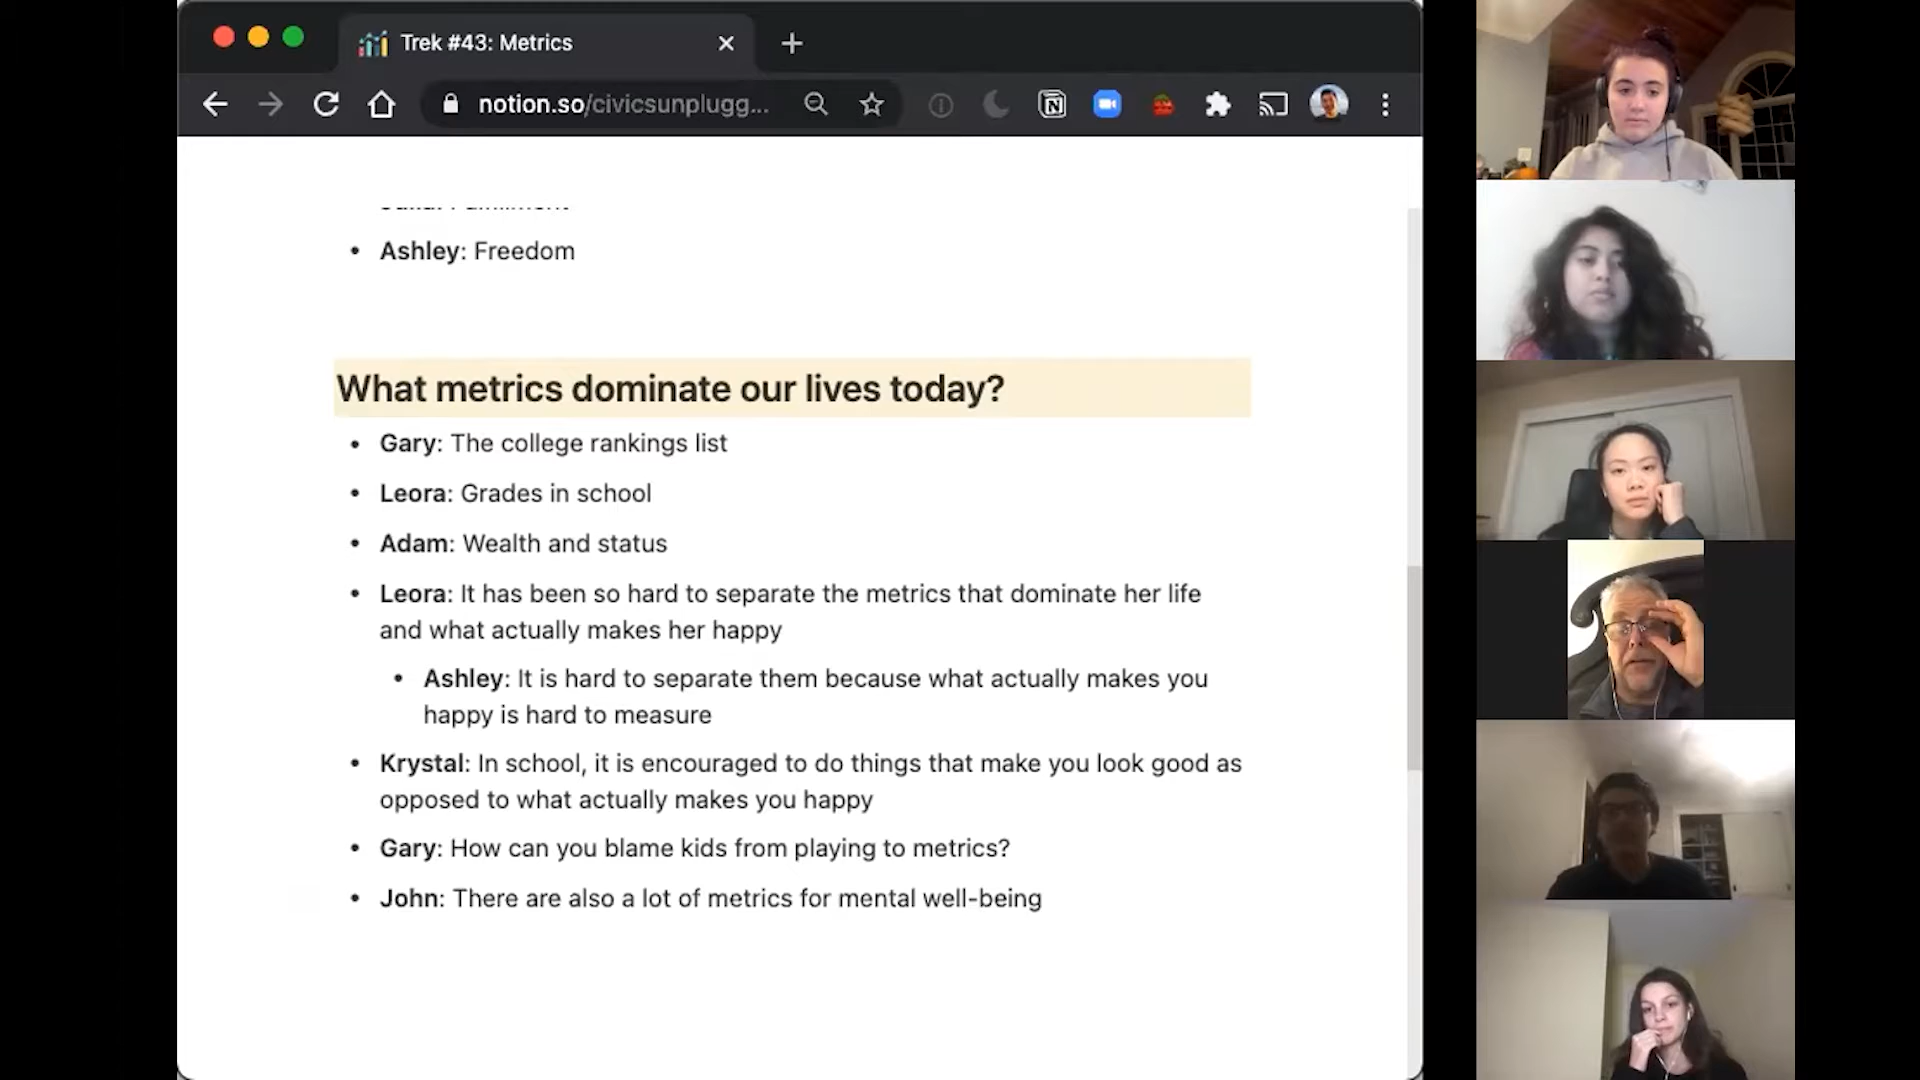 Trek #43: Metrics
notion.so/civicsunplugg...
Ashley: Freedom
What metrics dominate our lives today?
Gary: The college rankings list
Leora: Grades in school
Adam: Wealth and status
Leora: It has been so hard to separate the metrics that dominate her life
and what actually makes her happy
Ashley: It is hard to separate them because what actually makes you
happy is hard to measure
Krystal: In school, it is encouraged to do things that make you look good as
opposed to what actually makes you happy
Gary: How can you blame kids from playing to metrics?
John: There are also a lot of metrics for mental well-being